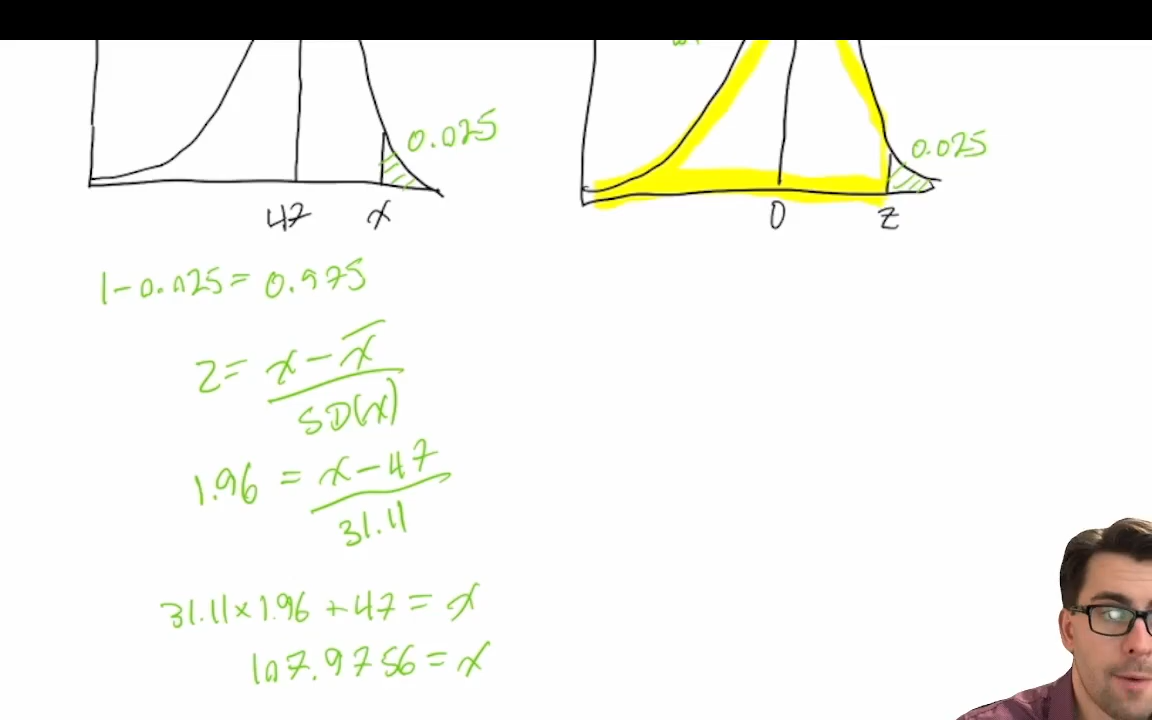 0.025
0.025
47 x
0 z
1-0.025= 0.975
z= x - x̄ / SD(x)
1.96 = x - 47 / 31.11
31.11 × 1.96 + 47 = x
107.9756 = x